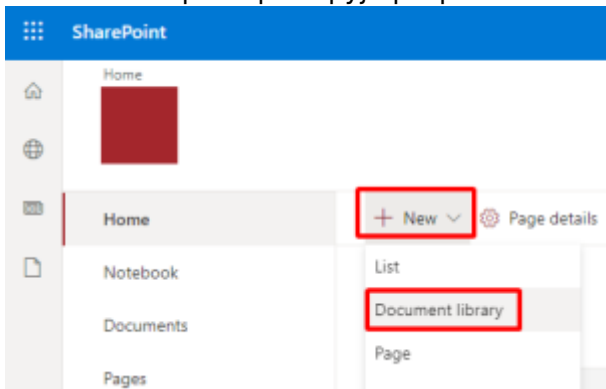 SharePoint
Home
Home
+ New
Page details
Notebook
List
Documents
Document library
Page
Pages